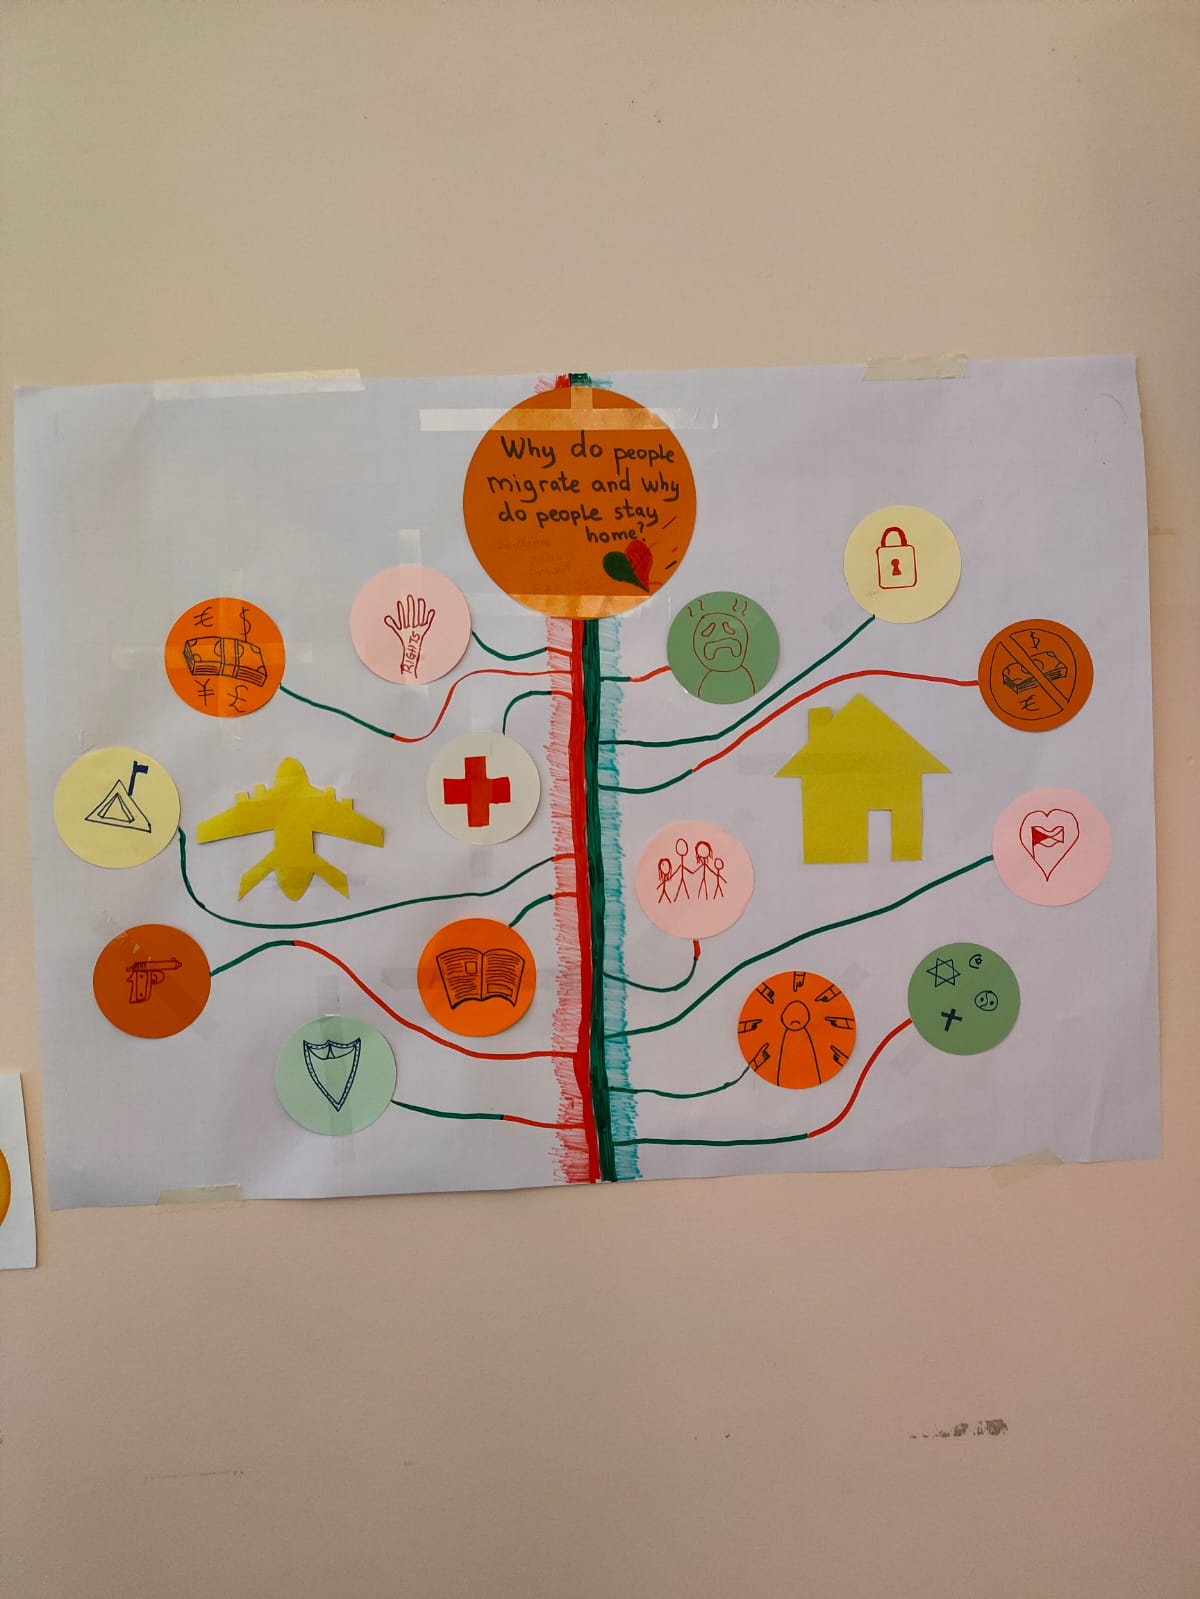 Why do people
migrate and why
do people stay
home?
€ $
¥ £
RIGHTS
$
€